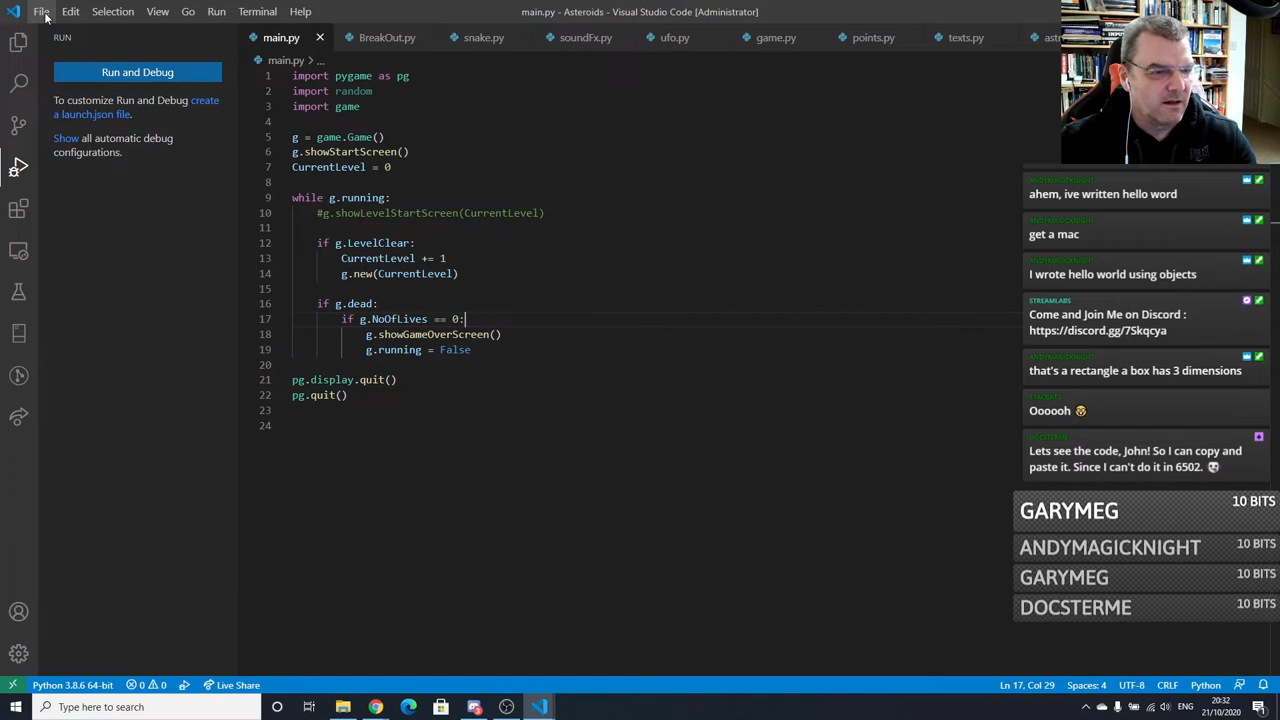 File Edit Selection View Go Run Terminal Help
main.py - Asteroids - Visual Studio Code [Administrator]
RUN
Run and Debug
To customize Run and Debug create
a launch.json file.
Show all automatic debug
configurations.
main.py
snake.py soundFx.py ufo.py game.py points.py texts.py
main.py > ...
1 import pygame as pg
2 import random
3 import game
4
5 g = game.Game()
6 g.showStartScreen()
7 CurrentLevel = 0
8
9 while g.running:
10 #g.showLevelStartScreen(CurrentLevel)
11
12 if g.LevelClear:
13 CurrentLevel += 1
14 g.new(CurrentLevel)
15
16 if g.dead:
17 if g.NoOfLives == 0:
18 g.showGameOverScreen()
19 g.running = False
20
21 pg.display.quit()
22 pg.quit()
23
24
ANDYMAGICKNIGHT
ahem, ive written hello word
ANDYMAGICKNIGHT
get a mac
ANDYMAGICKNIGHT
I wrote hello world using objects
STREAMLABS
Come and Join Me on Discord :
https://discord.gg/7Skqcya
ANDYMAGICKNIGHT
that's a rectangle a box has 3 dimensions
Oooooh
DOCSTERME
Lets see the code, John! So I can copy and
paste it. Since I can't do it in 6502.
GARYMEG 10 BITS
ANDYMAGICKNIGHT 10 BITS
GARYMEG 10 BITS
DOCSTERME 10 BITS
Python 3.8.6 64-bit 0 0 Live Share Ln 17, Col 29 Spaces: 4 UTF-8 CRLF Python
Type here to search
20:32
21/10/2020